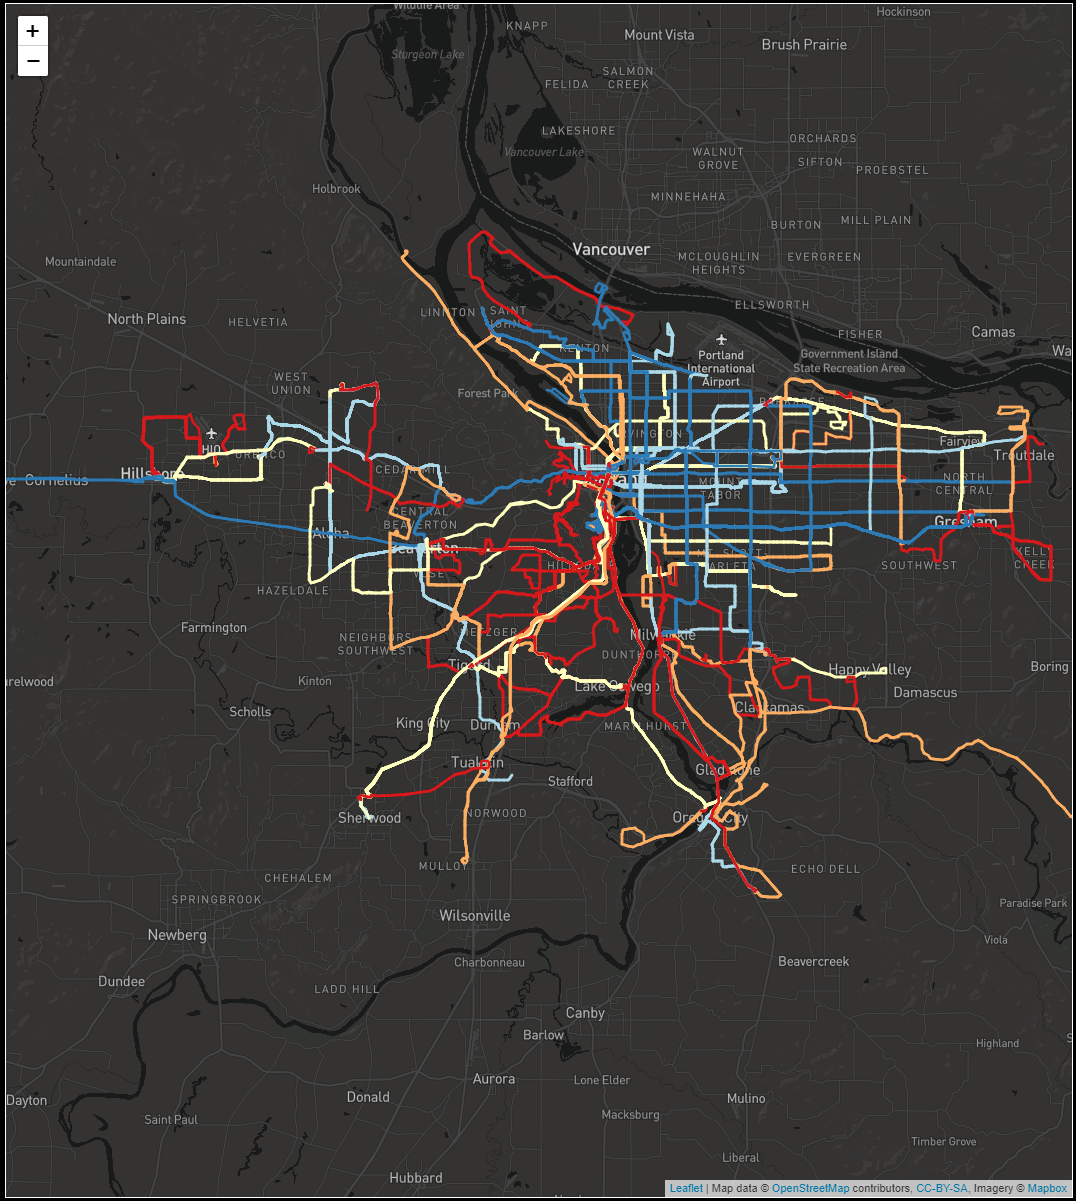 +
−
Wildlife Area
KNAPP
Hockinson
Mount Vista
Brush Prairie
Sturgeon Lake
SALMON
CREEK
FELIDA
LAKESHORE
ORCHARDS
Vancouver Lake
WALNUT
GROVE
SIFTON
PROEBSTEL
Holbrook
MINNEHAHA
BURTON
MILL PLAIN
Vancouver
MCLOUGHLIN
HEIGHTS
EVERGREEN
Mountaindale
ELLSWORTH
North Plains
HELVETIA
LINNTON
SAINT
JOHN
FISHER
Camas
KENTON
Portland
International
Airport
Government Island
State Recreation Area
Wa
WEST
UNION
Forest Park
HIO
ORENCO
Fairview
Troutdale
CEDAR MILL
Hillsboro
Cornelius
MOUNT
TABOR
NORTH
CENTRAL
CENTRAL
BEAVERTON
Gresham
Aloha
Beaverton
KELLY
CREEK
SOUTHWEST
HAZELDALE
Farmington
NEIGHBORS
SOUTHWEST
METZGER
Milwaukie
DUNTHORPE
Tigard
Happy Valley
Boring
Kinton
Lake Oswego
Damascus
Scholls
King City
Durham
MARYLHURST
Clackamas
Tualatin
Stafford
Gladstone
Sherwood
NORWOOD
Oregon City
MULLOY
ECHO DELL
CHEHALEM
SPRINGBROOK
Paradise Park
Wilsonville
Newberg
Viola
Charbonneau
Beavercreek
Dundee
LADD HILL
Canby
Barlow
Highland
Aurora
Lone Elder
Dayton
Donald
Mulino
Saint Paul
Macksburg
Timber Grove
Liberal
Hubbard
Leaflet | Map data © OpenStreetMap contributors, CC-BY-SA, Imagery © Mapbox